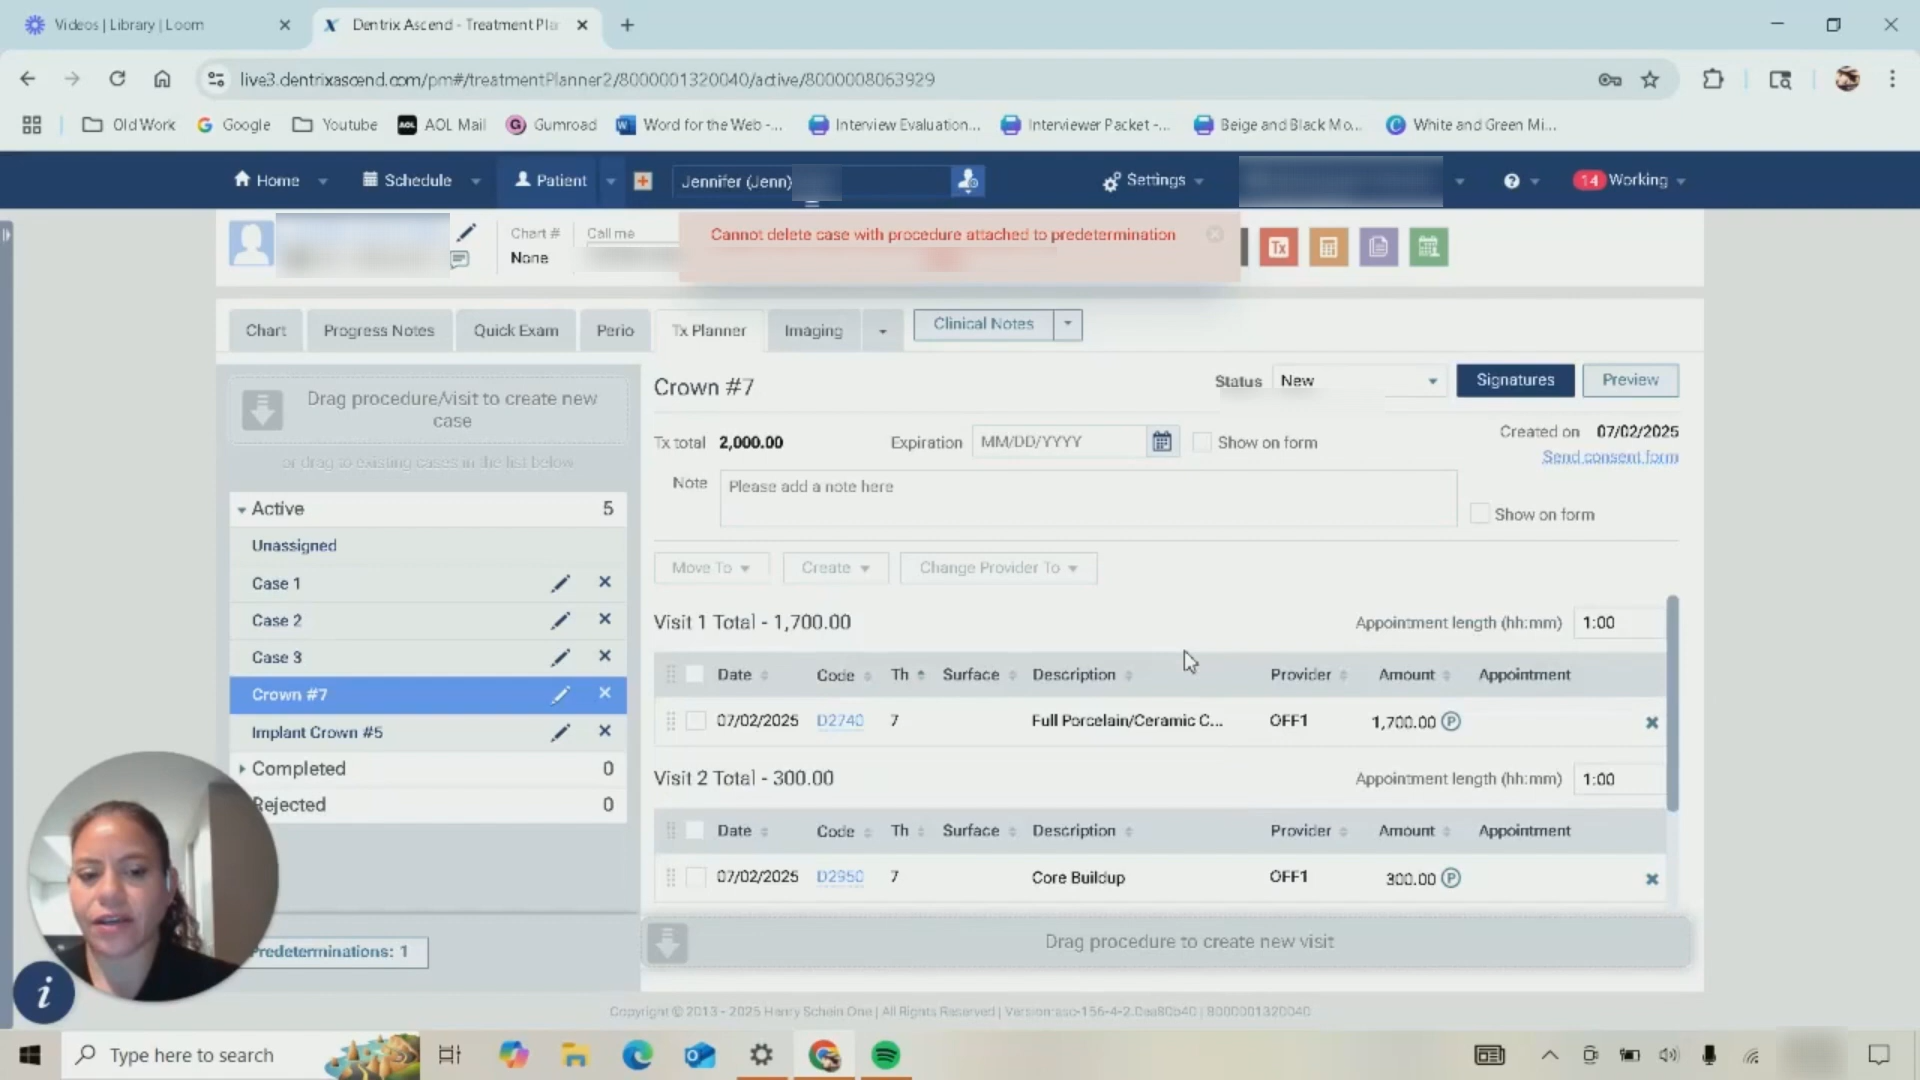 Videos | Library | Loom
Dentrix Ascend - Treatment Pla
live3.dentrixascend.com/pm#/treatmentPlanner2/8000001320040/active/8000008063929
Old Work
Google
Youtube
AOL Mail
Gumroad
Word for the Web -...
Interview Evaluation...
Interviewer Packet -...
Beige and Black Mo...
White and Green Mi...
Home
Schedule
Patient
Jennifer (Jenn)
Settings
14 Working
Chart #
None
Call me
Cannot delete case with procedure attached to predetermination
Tx
Chart
Progress Notes
Quick Exam
Perio
Tx Planner
Imaging
Clinical Notes
Drag procedure/visit to create new case
or drag to existing cases in the list below
Active 5
Unassigned
Case 1
Case 2
Case 3
Crown #7
Implant Crown #5
Completed 0
Rejected 0
Predeterminations: 1
Crown #7
Status New
Signatures
Preview
Tx total 2,000.00
Expiration MM/DD/YYYY
Show on form
Created on 07/02/2025
Send consent form
Note Please add a note here
Show on form
Move To
Create
Change Provider To
Visit 1 Total - 1,700.00
Appointment length (hh:mm) 1:00
Date Code Th Surface Description Provider Amount Appointment
07/02/2025 D2740 7 Full Porcelain/Ceramic C... OFF1 1,700.00 P
Visit 2 Total - 300.00
Appointment length (hh:mm) 1:00
Date Code Th Surface Description Provider Amount Appointment
07/02/2025 D2950 7 Core Buildup OFF1 300.00 P
Drag procedure to create new visit
Copyright © 2013 - 2025 Henry Schein One | All Rights Reserved |
Type here to search